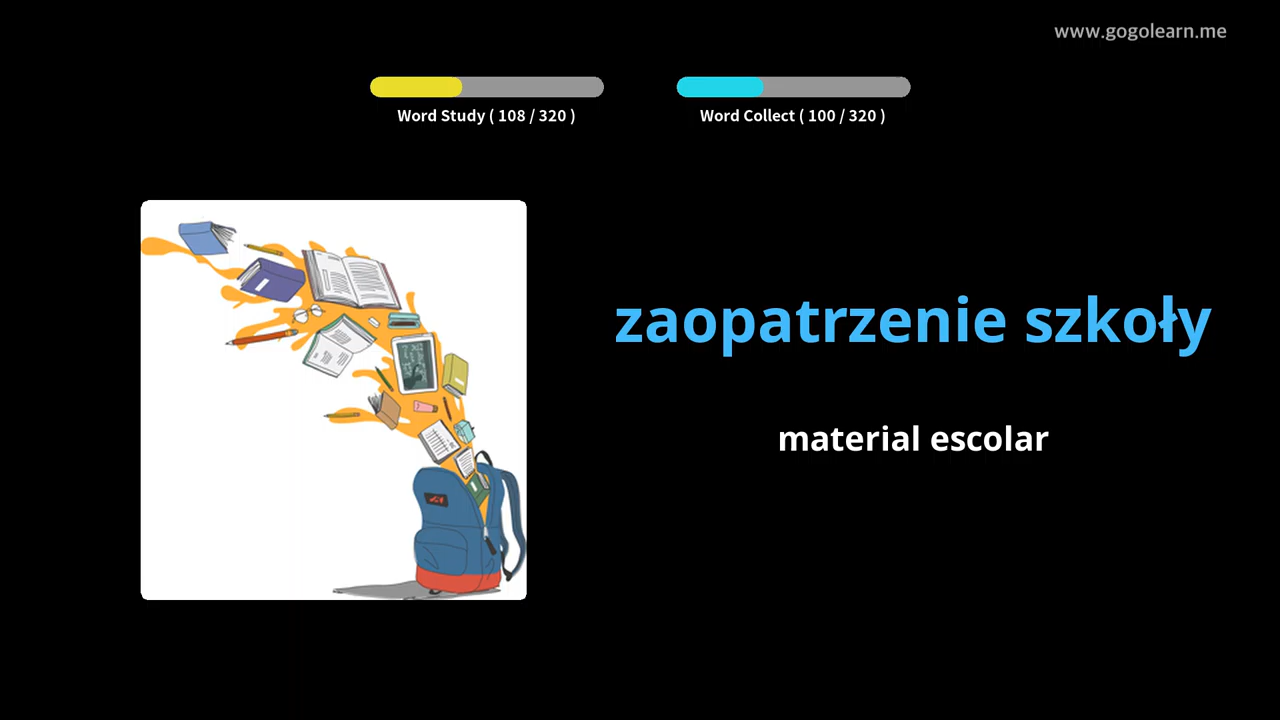 www.gogolearn.me
Word Study ( 108 / 320 )
Word Collect ( 100 / 320 )
zaopatrzenie szkoły
material escolar